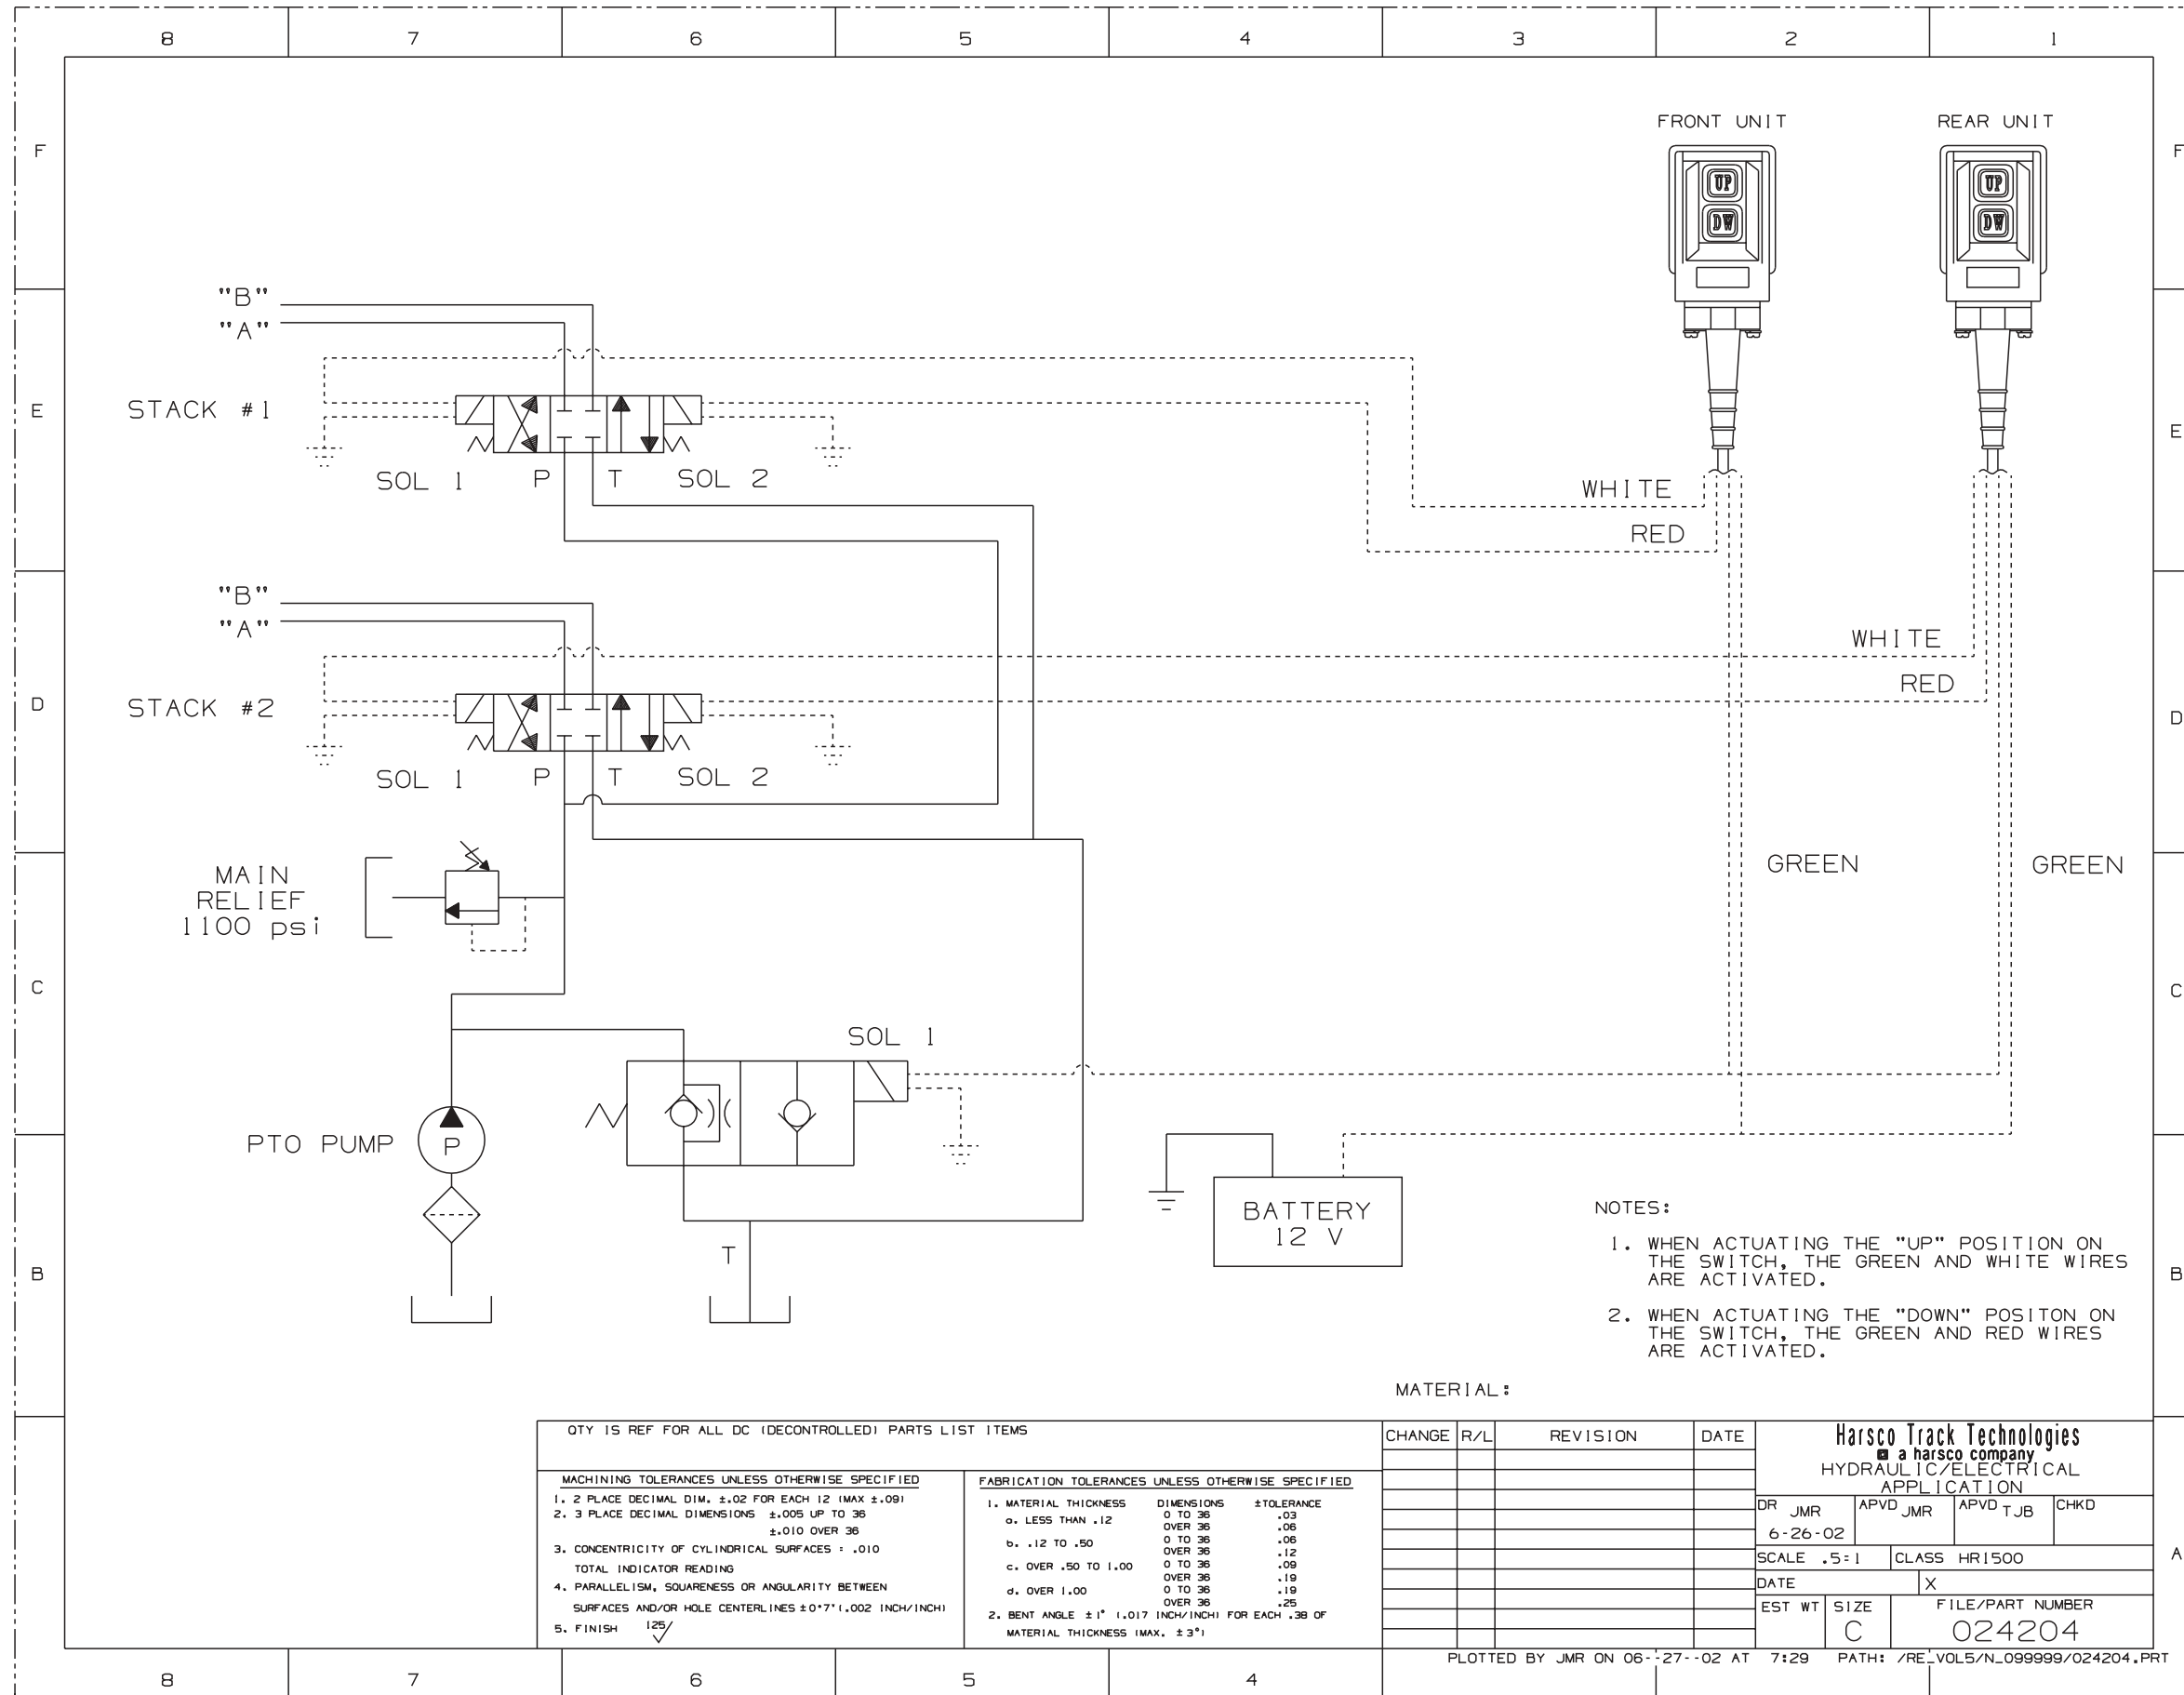 8 7 6 5 4 3 2 1
FRONT UNIT REAR UNIT
F F
UP UP
DW DW
"B"
"A"
STACK #1
E E
SOL 1 P T SOL 2
WHITE
RED
"B"
"A"
WHITE
RED
STACK #2
D D
SOL 1 P T SOL 2
GREEN GREEN
MAIN
RELIEF
1100 psi
C C
SOL 1
PTO PUMP P
BATTERY
12 V
T
B B
NOTES:
1. WHEN ACTUATING THE "UP" POSITION ON
THE SWITCH, THE GREEN AND WHITE WIRES
ARE ACTIVATED.
2. WHEN ACTUATING THE "DOWN" POSITON ON
THE SWITCH, THE GREEN AND RED WIRES
ARE ACTIVATED.
MATERIAL:
QTY IS REF FOR ALL DC (DECONTROLLED) PARTS LIST ITEMS
MACHINING TOLERANCES UNLESS OTHERWISE SPECIFIED
1. 2 PLACE DECIMAL DIM. ±.02 FOR EACH 12 (MAX ±.09)
2. 3 PLACE DECIMAL DIMENSIONS ±.005 UP TO 36
±.010 OVER 36
3. CONCENTRICITY OF CYLINDRICAL SURFACES = .010
TOTAL INDICATOR READING
4. PARALLELISM, SQUARENESS OR ANGULARITY BETWEEN
SURFACES AND/OR HOLE CENTERLINES ±0°7' (.002 INCH/INCH)
5. FINISH 125
FABRICATION TOLERANCES UNLESS OTHERWISE SPECIFIED
1. MATERIAL THICKNESS DIMENSIONS ±TOLERANCE
a. LESS THAN .12 0 TO 36 .03
OVER 36 .06
b. .12 TO .50 0 TO 36 .06
OVER 36 .12
c. OVER .50 TO 1.00 0 TO 36 .09
OVER 36 .19
d. OVER 1.00 0 TO 36 .19
OVER 36 .25
2. BENT ANGLE ±1° (.017 INCH/INCH) FOR EACH .38 OF
MATERIAL THICKNESS (MAX. ±3°)
CHANGE R/L REVISION DATE
Harsco Track Technologies
a harsco company
HYDRAULIC/ELECTRICAL
APPLICATION
DR JMR APVD JMR APVD TJB CHKD
6-26-02
SCALE .5=1 CLASS HR1500
DATE X
EST WT SIZE FILE/PART NUMBER
C 024204
A
PLOTTED BY JMR ON 06--27--02 AT 7:29 PATH: /RE_VOL5/N_099999/024204.PRT
8 7 6 5 4